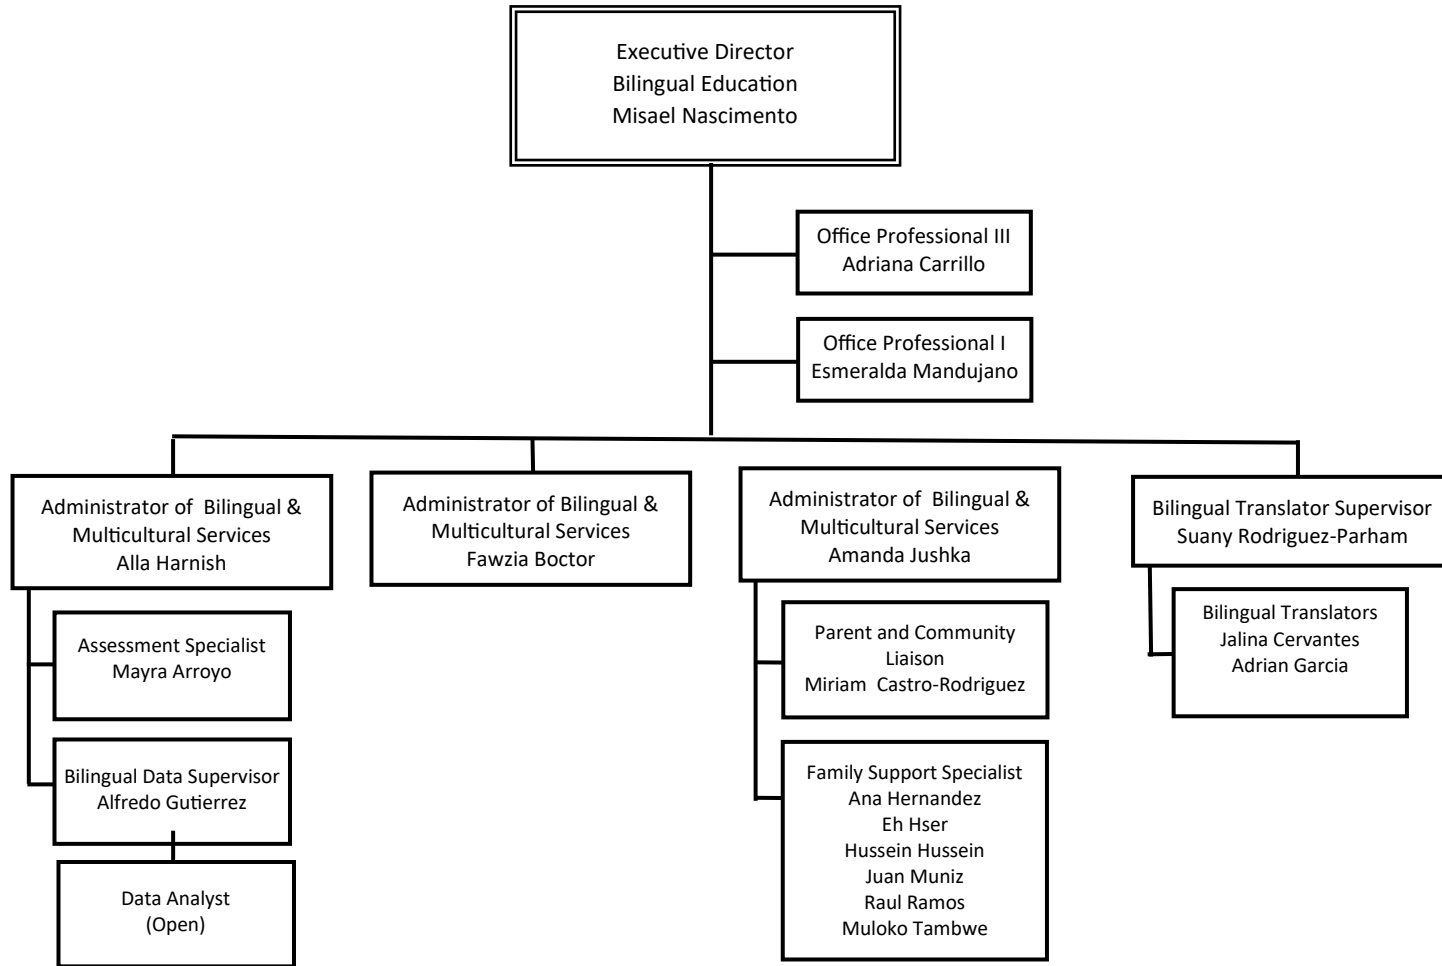 Executive Director
Bilingual Education
Misael Nascimento
Office Professional III
Adriana Carrillo
Office Professional I
Esmeralda Mandujano
Administrator of Bilingual &
Multicultural Services
Alla Harnish
Assessment Specialist
Mayra Arroyo
Bilingual Data Supervisor
Alfredo Gutierrez
Data Analyst
(Open)
Administrator of Bilingual &
Multicultural Services
Fawzia Boctor
Administrator of Bilingual &
Multicultural Services
Amanda Jushka
Parent and Community
Liaison
Miriam Castro-Rodriguez
Family Support Specialist
Ana Hernandez
Eh Hser
Hussein Hussein
Juan Muniz
Raul Ramos
Muloko Tambwe
Bilingual Translator Supervisor
Suany Rodriguez-Parham
Bilingual Translators
Jalina Cervantes
Adrian Garcia